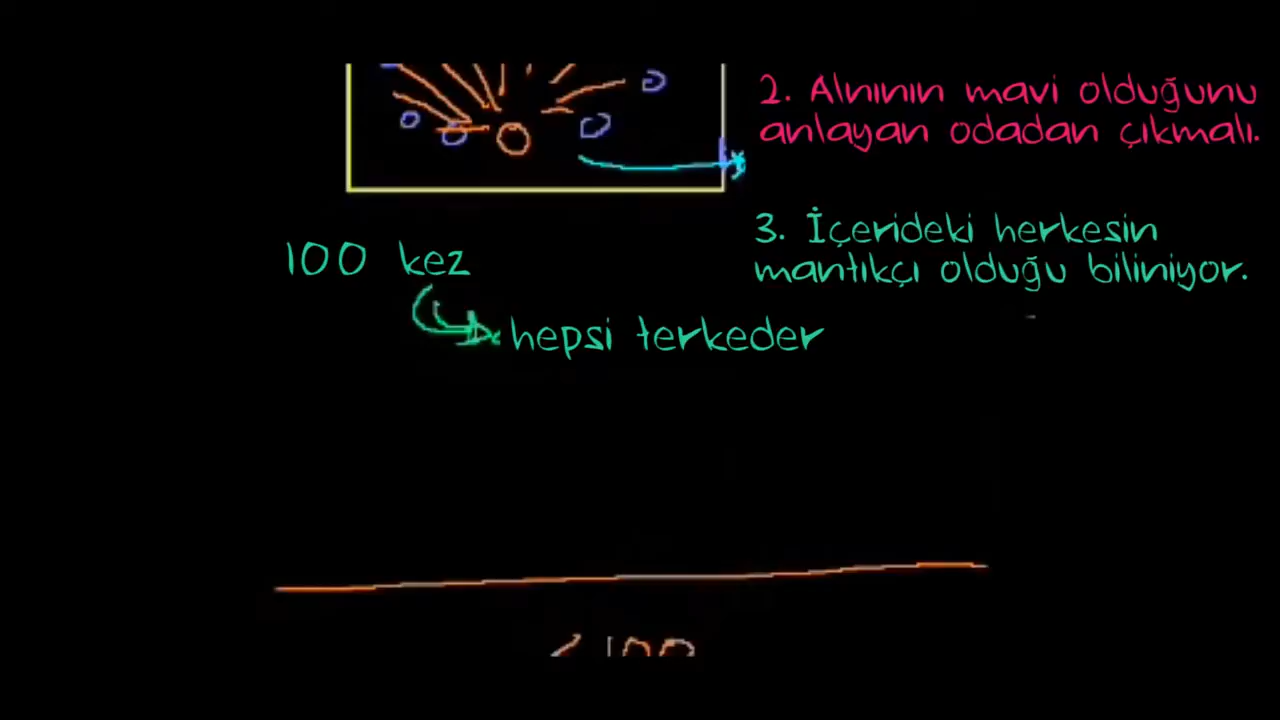 2. Alnının mavi olduğunu
anlayan odadan çıkmalı.
3. İçerideki herkesin
mantıkçı olduğu biliniyor.
100 kez
hepsi terkeder